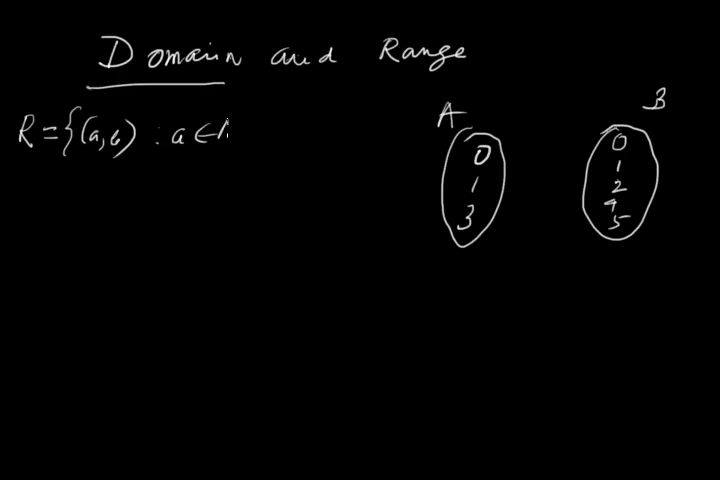 Domain and Range
R = {(a,b) : a ∈ A
A
B
0
1
3
0
1
2
4
5